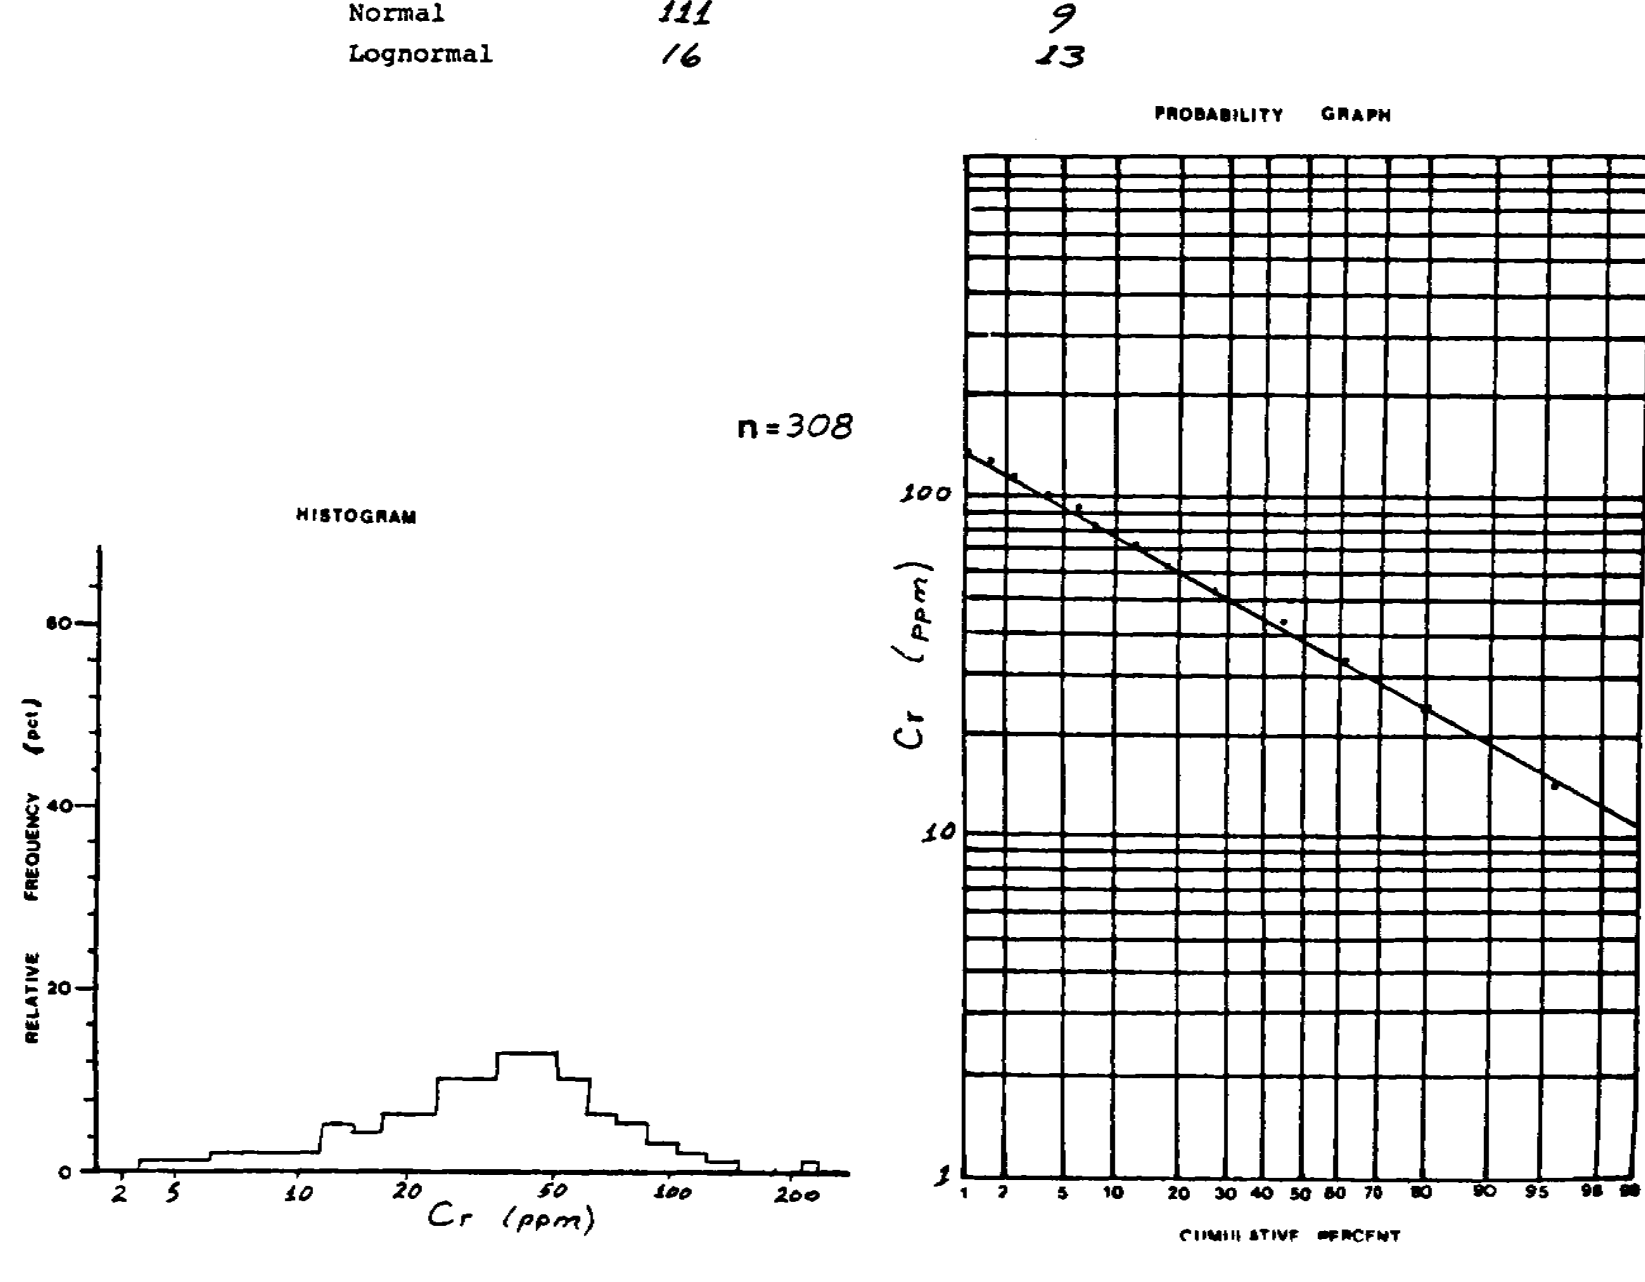 Normal 111 9
Lognormal 16 13
PROBABILITY GRAPH
n=308
HISTOGRAM
100
10
1
Cr (ppm)
1 2 5 10 20 30 40 50 60 70 80 90 95 98
CUMULATIVE PERCENT
RELATIVE FREQUENCY (pct)
60
40
20
0
2 5 10 20 50 100 200
Cr (ppm)